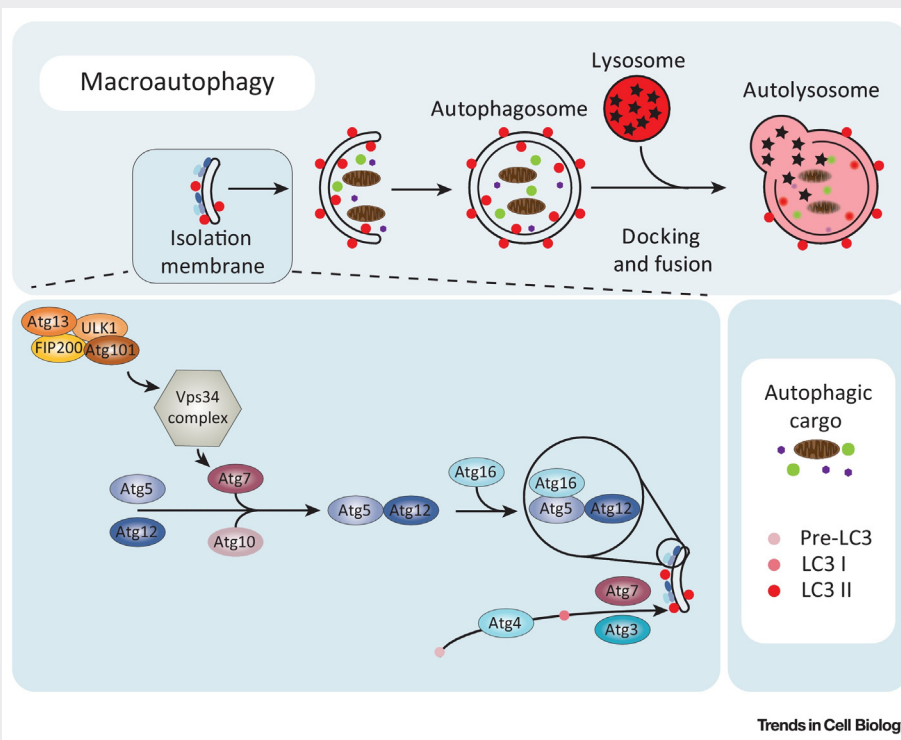 Macroautophagy
Lysosome
Autophagosome
Autolysosome
Isolation
membrane
Docking
and fusion
Atg13
ULK1
FIP200
Atg101
Vps34
complex
Atg5
Atg7
Atg12
Atg10
Atg5
Atg12
Atg16
Atg16
Atg5
Atg12
Atg7
Atg4
Atg3
Autophagic
cargo
Pre-LC3
LC3 I
LC3 II
Trends in Cell